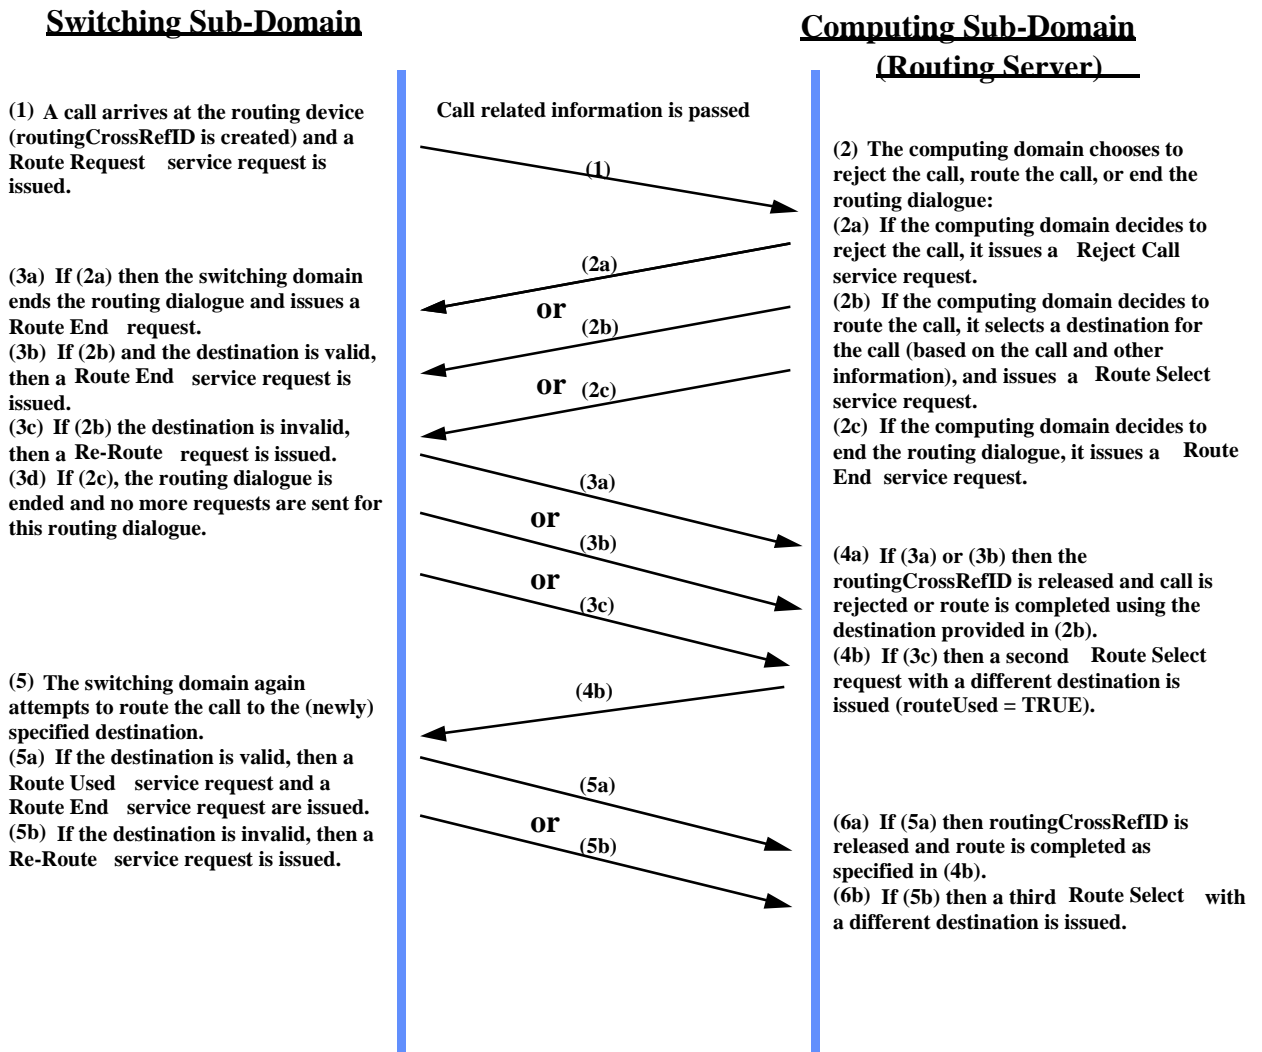 Switching Sub-Domain
Computing Sub-Domain
(Routing Server)
(1) A call arrives at the routing device
(routingCrossRefID is created) and a
Route Request service request is
issued.
(3a) If (2a) then the switching domain
ends the routing dialogue and issues a
Route End request.
(3b) If (2b) and the destination is valid,
then a Route End service request is
issued.
(3c) If (2b) the destination is invalid,
then a Re-Route request is issued.
(3d) If (2c), the routing dialogue is
ended and no more requests are sent for
this routing dialogue.
(5) The switching domain again
attempts to route the call to the (newly)
specified destination.
(5a) If the destination is valid, then a
Route Used service request and a
Route End service request are issued.
(5b) If the destination is invalid, then a
Re-Route service request is issued.
Call related information is passed
(1)
(2a)
or
(2b)
or
(2c)
(3a)
or
(3b)
or
(3c)
(4b)
(5a)
or
(5b)
(2) The computing domain chooses to
reject the call, route the call, or end the
routing dialogue:
(2a) If the computing domain decides to
reject the call, it issues a Reject Call
service request.
(2b) If the computing domain decides to
route the call, it selects a destination for
the call (based on the call and other
information), and issues a Route Select
service request.
(2c) If the computing domain decides to
end the routing dialogue, it issues a Route
End service request.
(4a) If (3a) or (3b) then the
routingCrossRefID is released and call is
rejected or route is completed using the
destination provided in (2b).
(4b) If (3c) then a second Route Select
request with a different destination is
issued (routeUsed = TRUE).
(6a) If (5a) then routingCrossRefID is
released and route is completed as
specified in (4b).
(6b) If (5b) then a third Route Select with
a different destination is issued.